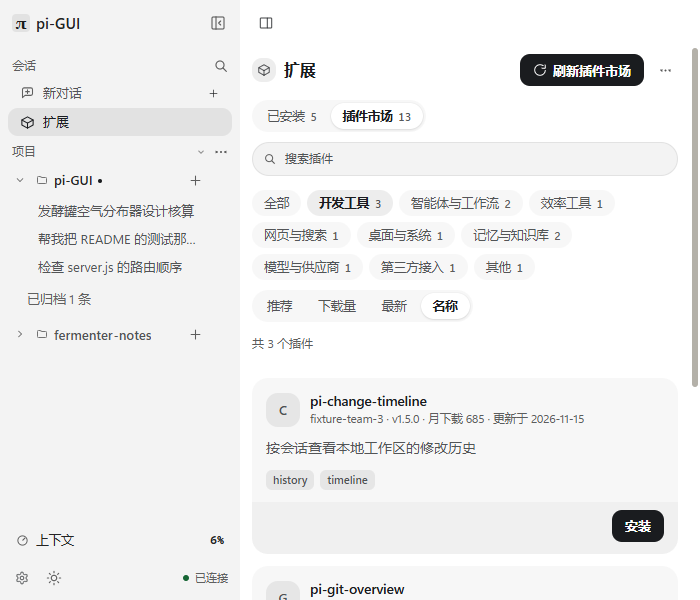 π pi-GUI
会话
新对话 +
扩展
项目
pi-GUI
发酵罐空气分布器设计核算
帮我把 README 的测试那...
检查 server.js 的路由顺序
已归档 1 条
fermenter-notes
上下文 6%
已连接
扩展
刷新插件市场
已安装 5 插件市场 13
搜索插件
全部 开发工具 3 智能体与工作流 2 效率工具 1
网页与搜索 1 桌面与系统 1 记忆与知识库 2
模型与供应商 1 第三方接入 1 其他 1
推荐 下载量 最新 名称
共 3 个插件
C
pi-change-timeline
fixture-team-3 · v1.5.0 · 月下载 685 · 更新于 2026-11-15
按会话查看本地工作区的修改历史
history timeline
安装
G
pi-git-overview